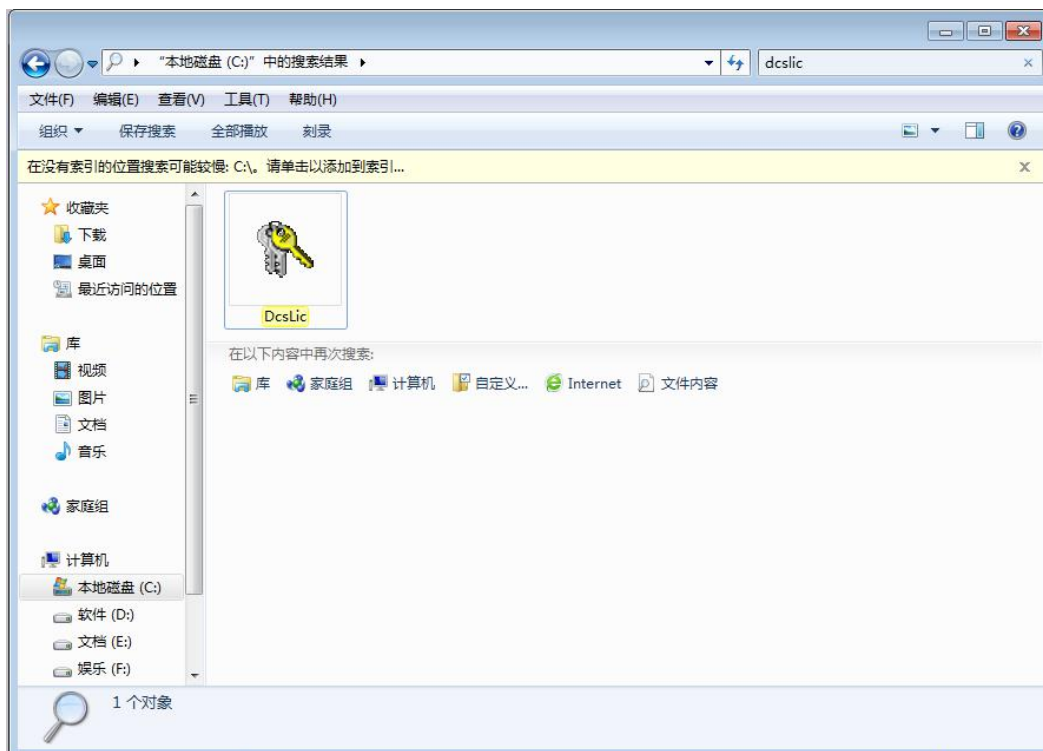 “本地磁盘 (C:)”中的搜索结果
dcslic
文件(F) 编辑(E) 查看(V) 工具(T) 帮助(H)
组织 保存搜索 全部播放 刻录
在没有索引的位置搜索可能较慢: C:\。请单击以添加到索引...
收藏夹
下载
桌面
最近访问的位置
库
视频
图片
文档
音乐
家庭组
计算机
本地磁盘 (C:)
软件 (D:)
文档 (E:)
娱乐 (F:)
DcsLic
在以下内容中再次搜索:
库 家庭组 计算机 自定义... Internet 文件内容
1 个对象